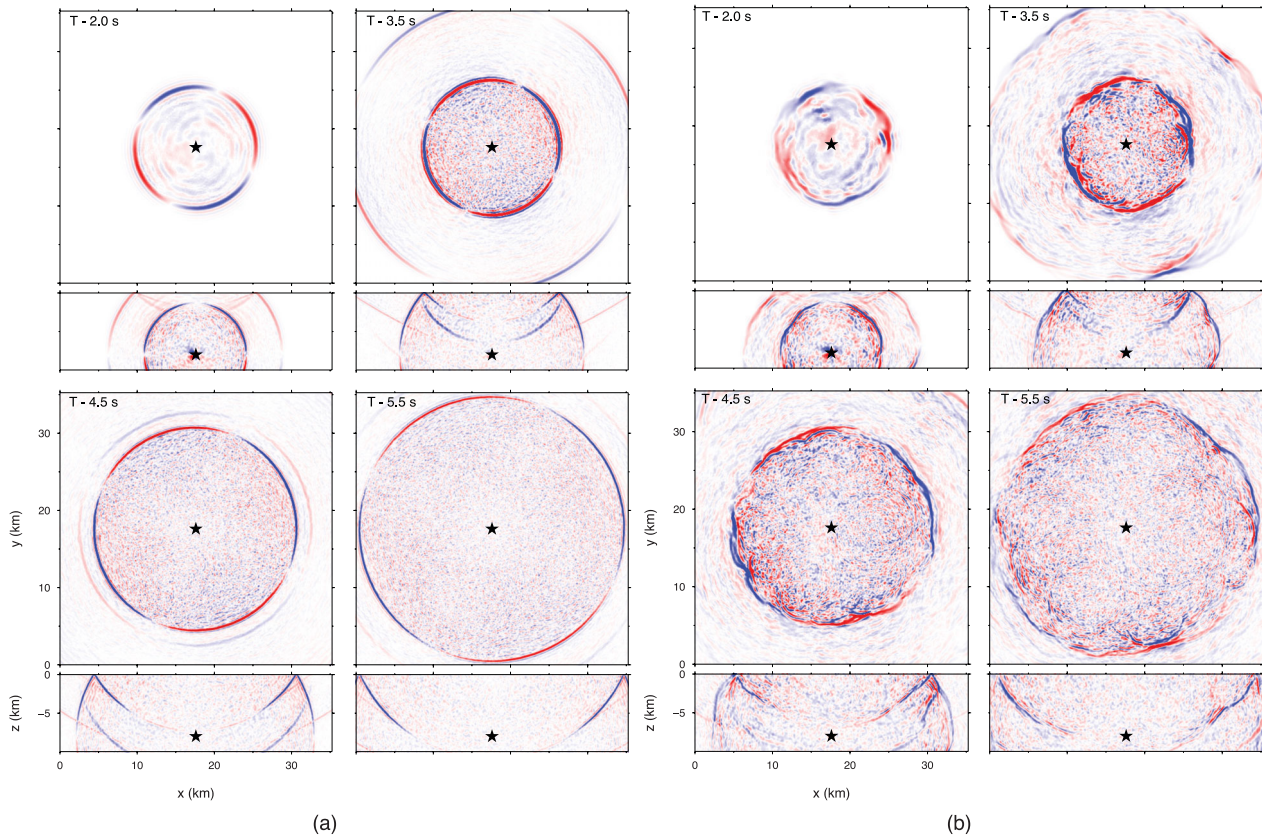 T - 2.0 s
T - 3.5 s
T - 2.0 s
T - 3.5 s
T - 4.5 s
T - 5.5 s
T - 4.5 s
T - 5.5 s
30
20
10
0
y (km)
30
20
10
0
y (km)
0
−5
z (km)
0
−5
z (km)
0 10 20 30
x (km)
0 10 20 30
x (km)
(a)
(b)